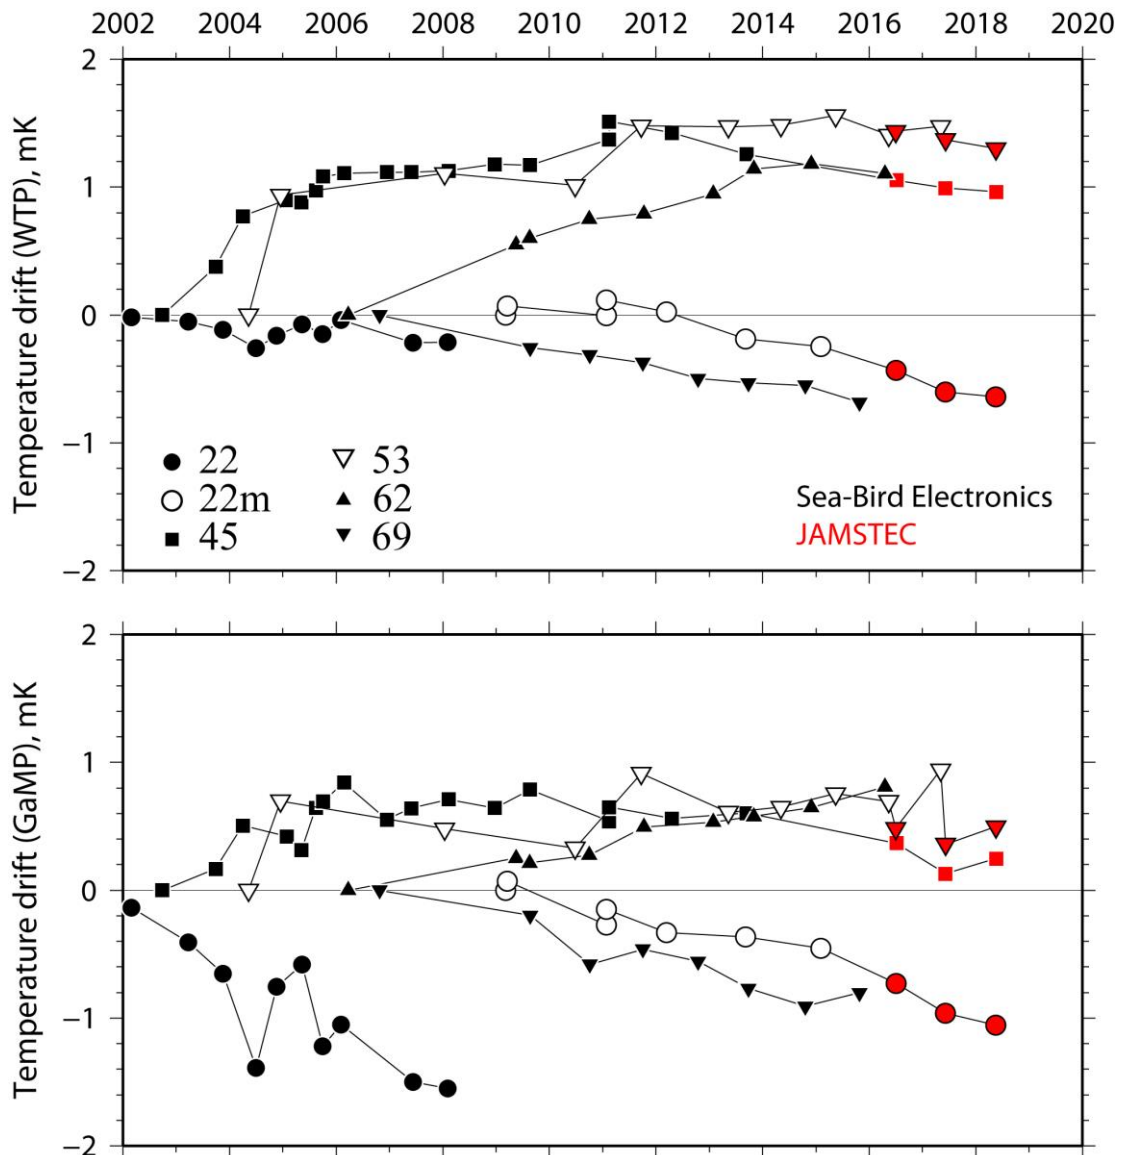 2002 2004 2006 2008 2010 2012 2014 2016 2018 2020
Temperature drift (WTP), mK
2
1
0
−1
−2
22
22m
45
53
62
69
Sea-Bird Electronics
JAMSTEC
Temperature drift (GaMP), mK
2
1
0
−1
−2